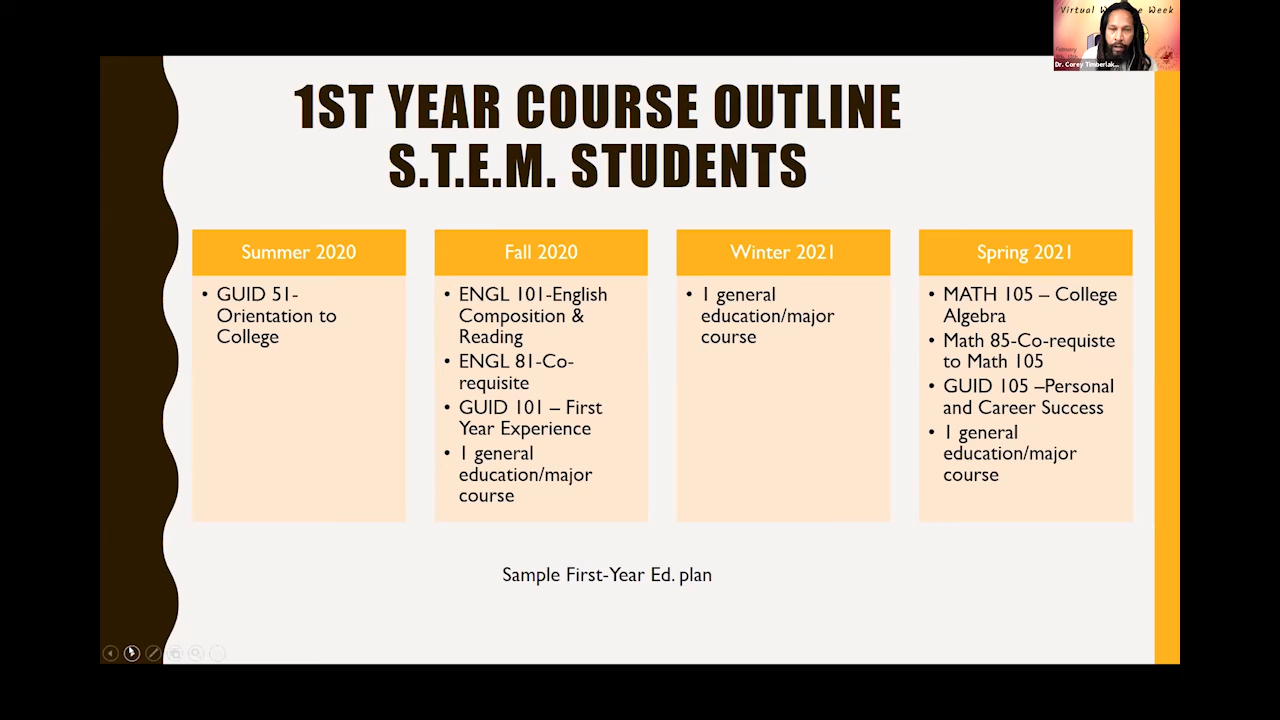 Virtual W Week
February
Dr. Corey Timberlak...
1ST YEAR COURSE OUTLINE
S.T.E.M. STUDENTS
Summer 2020
• GUID 51-
Orientation to
College
Fall 2020
• ENGL 101-English
Composition &
Reading
• ENGL 81-Co-
requisite
• GUID 101 – First
Year Experience
• 1 general
education/major
course
Winter 2021
• 1 general
education/major
course
Spring 2021
• MATH 105 – College
Algebra
• Math 85-Co-requiste
to Math 105
• GUID 105 –Personal
and Career Success
• 1 general
education/major
course
Sample First-Year Ed. plan